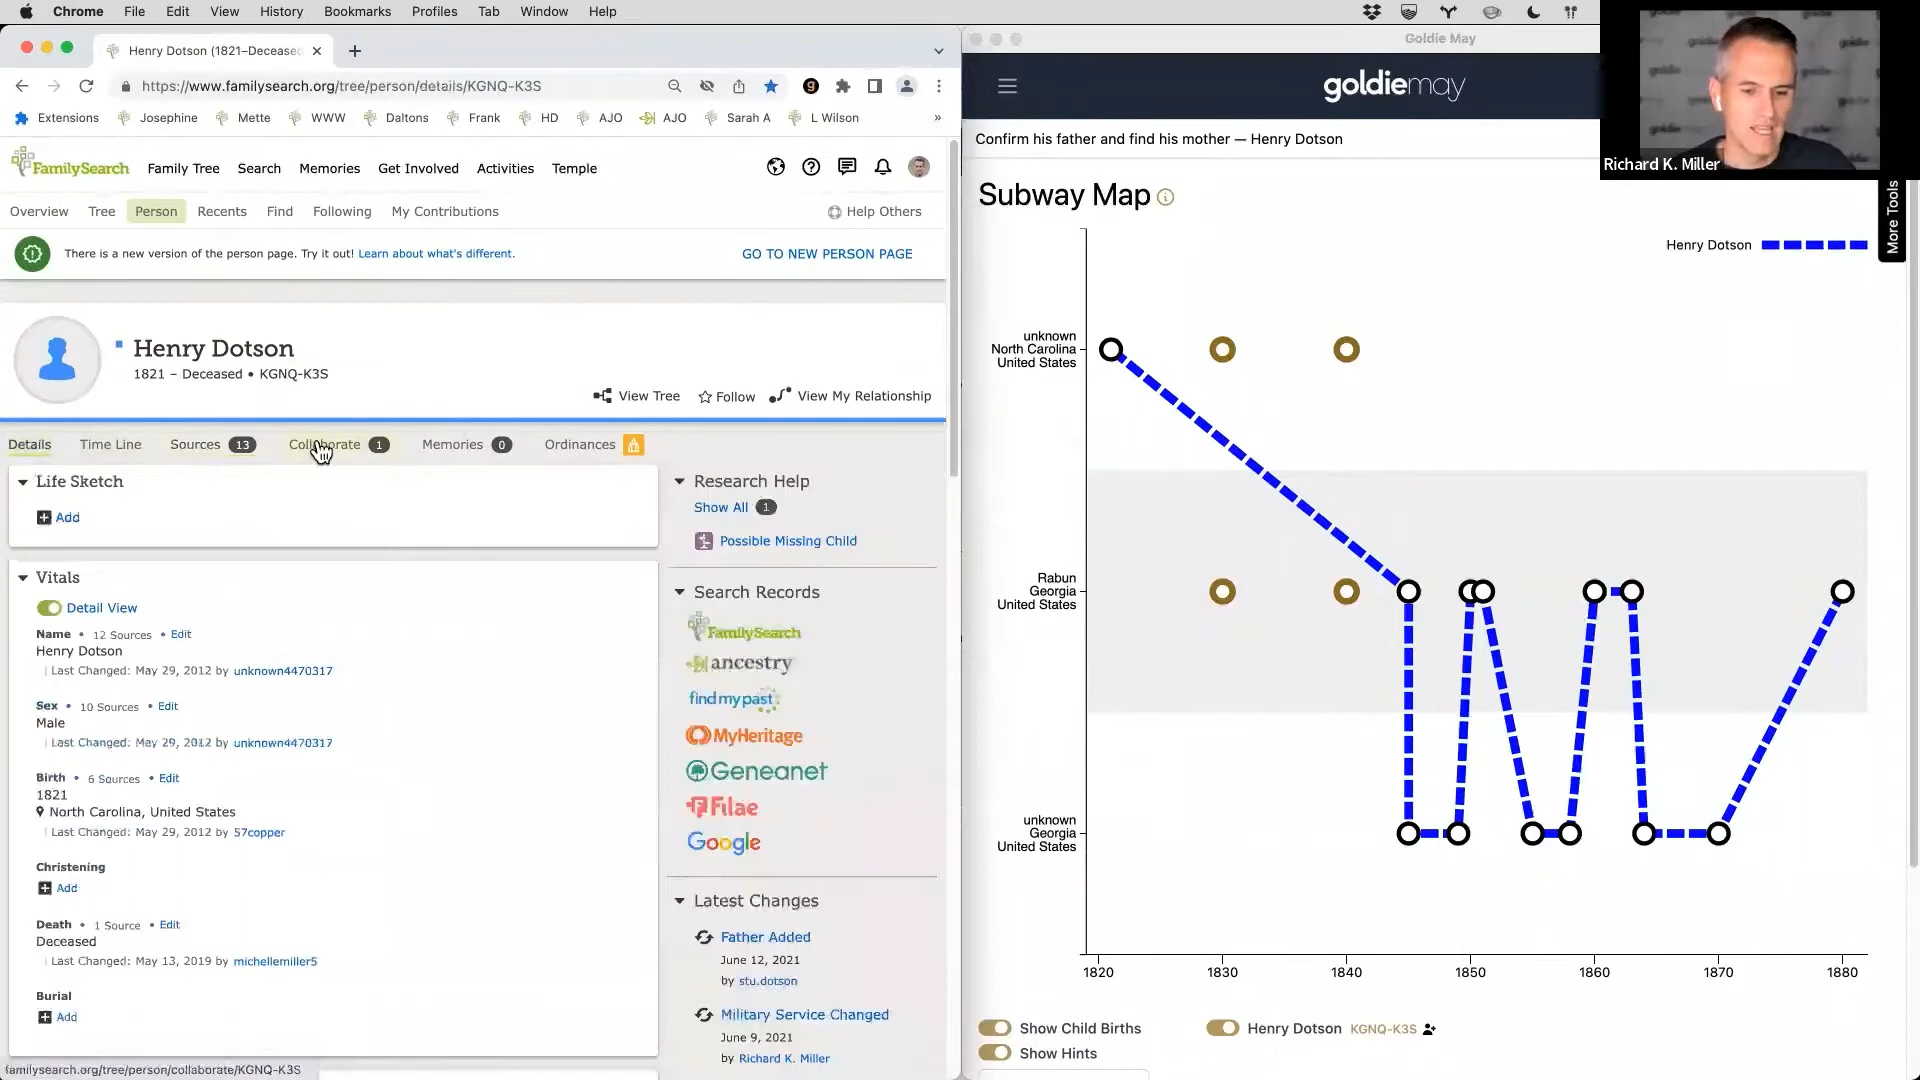 Chrome File Edit View History Bookmarks Profiles Tab Window Help
Henry Dotson (1821–Deceased
https://www.familysearch.org/tree/person/details/KGNQ-K3S
Extensions Josephine Mette WWW Daltons Frank HD AJO AJO Sarah A L Wilson »
FamilySearch Family Tree Search Memories Get Involved Activities Temple
Overview Tree Person Recents Find Following My Contributions Help Others
There is a new version of the person page. Try it out! Learn about what's different. GO TO NEW PERSON PAGE
Henry Dotson
1821 – Deceased • KGNQ-K3S
View Tree Follow View My Relationship
Details Time Line Sources 13 Collaborate 1 Memories 0 Ordinances
Life Sketch
Add
Vitals
Detail View
Name • 12 Sources • Edit
Henry Dotson
Last Changed: May 29, 2012 by unknown4470317
Sex • 10 Sources • Edit
Male
Last Changed: May 29, 2012 by unknown4470317
Birth • 6 Sources • Edit
1821
North Carolina, United States
Last Changed: May 29, 2012 by 57copper
Christening
Add
Death • 1 Source • Edit
Deceased
Last Changed: May 13, 2019 by michellemiller5
Burial
Add
familysearch.org/tree/person/collaborate/KGNQ-K3S
Research Help
Show All 1
Possible Missing Child
Search Records
FamilySearch
ancestry
findmypast
MyHeritage
Geneanet
Filae
Google
Latest Changes
Father Added
June 12, 2021
by stu.dotson
Military Service Changed
June 9, 2021
by Richard K. Miller
Goldie May
goldiemay
Confirm his father and find his mother — Henry Dotson
Richard K. Miller
More Tools
Subway Map
Henry Dotson
unknown
North Carolina
United States
Rabun
Georgia
United States
unknown
Georgia
United States
1820 1830 1840 1850 1860 1870 1880
Show Child Births Henry Dotson KGNQ-K3S
Show Hints